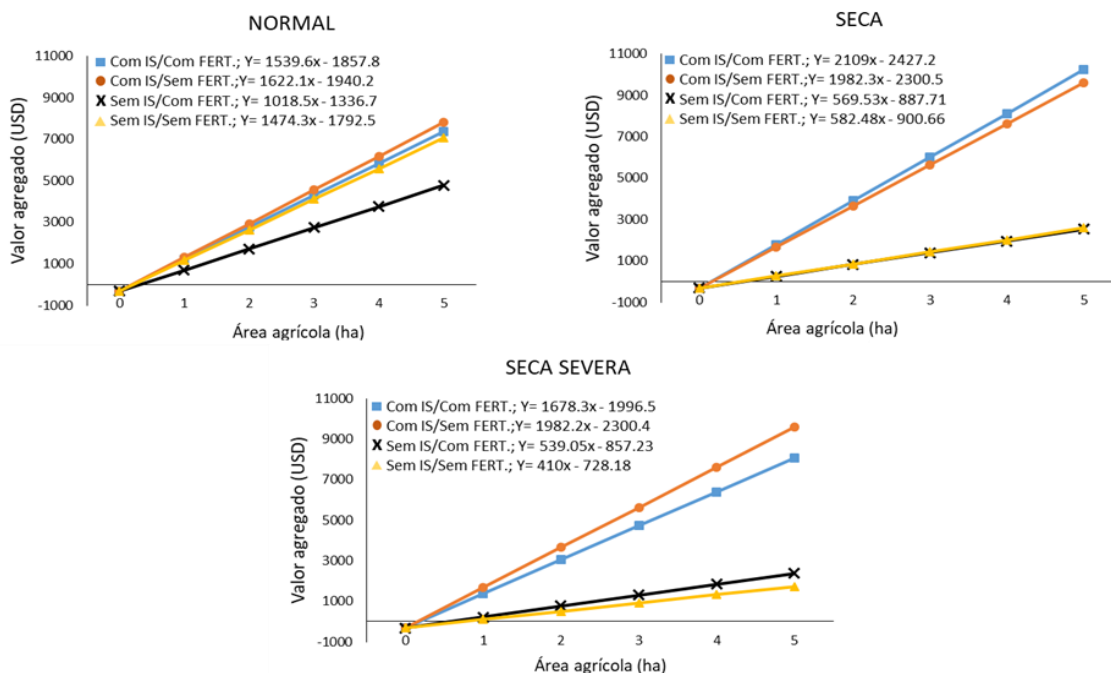 NORMAL
11000
9000
7000
5000
3000
1000
-1000
Valor agregado (USD)
Com IS/Com FERT.; Y= 1539.6x - 1857.8
Com IS/Sem FERT.;Y= 1622.1x - 1940.2
Sem IS/Com FERT.; Y= 1018.5x - 1336.7
Sem IS/Sem FERT.; Y= 1474.3x - 1792.5
0 1 2 3 4 5
Área agrícola (ha)
SECA
11000
9000
7000
5000
3000
1000
-1000
Valor agregado (USD)
Com IS/Com FERT.; Y= 2109x - 2427.2
Com IS/Sem FERT.; Y= 1982.3x - 2300.5
Sem IS/Com FERT.; Y= 569.53x - 887.71
Sem IS/Sem FERT.; Y= 582.48x - 900.66
0 1 2 3 4 5
Área agrícola (ha)
SECA SEVERA
11000
9000
7000
5000
3000
1000
-1000
Valor agregado (USD)
Com IS/Com FERT.; Y= 1678.3x - 1996.5
Com IS/Sem FERT.;Y= 1982.2x - 2300.4
Sem IS/Com FERT.; Y= 539.05x - 857.23
Sem IS/Sem FERT.; Y= 410x - 728.18
0 1 2 3 4 5
Área agrícola (ha)